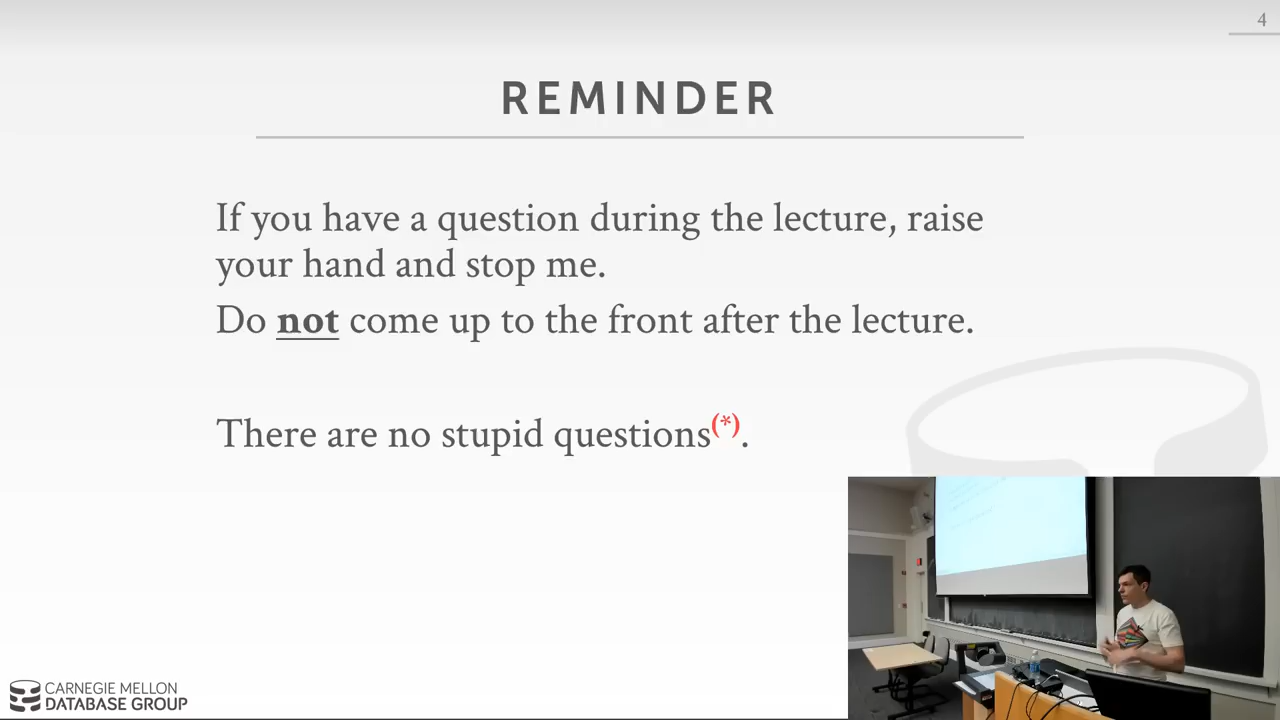 4
REMINDER
If you have a question during the lecture, raise
your hand and stop me.
Do not come up to the front after the lecture.
There are no stupid questions(*).
CARNEGIE MELLON
DATABASE GROUP